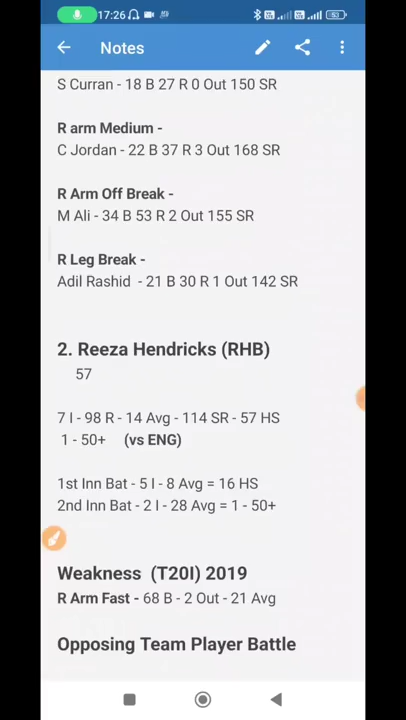 17:26
Notes
S Curran - 18 B 27 R 0 Out 150 SR
R arm Medium -
C Jordan - 22 B 37 R 3 Out 168 SR
R Arm Off Break -
M Ali - 34 B 53 R 2 Out 155 SR
R Leg Break -
Adil Rashid - 21 B 30 R 1 Out 142 SR
2. Reeza Hendricks (RHB)
57
7 I - 98 R - 14 Avg - 114 SR - 57 HS
1 - 50+ (vs ENG)
1st Inn Bat - 5 I - 8 Avg = 16 HS
2nd Inn Bat - 2 I - 28 Avg = 1 - 50+
Weakness (T20I) 2019
R Arm Fast - 68 B - 2 Out - 21 Avg
Opposing Team Player Battle